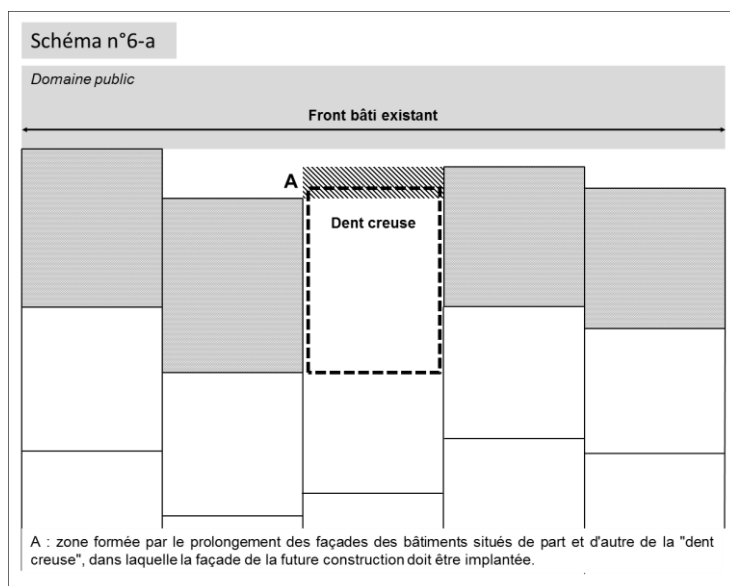 Schéma n°6-a
Domaine public
Front bâti existant
A
Dent creuse
A : zone formée par le prolongement des façades des bâtiments situés de part et d'autre de la "dent
creuse", dans laquelle la façade de la future construction doit être implantée.